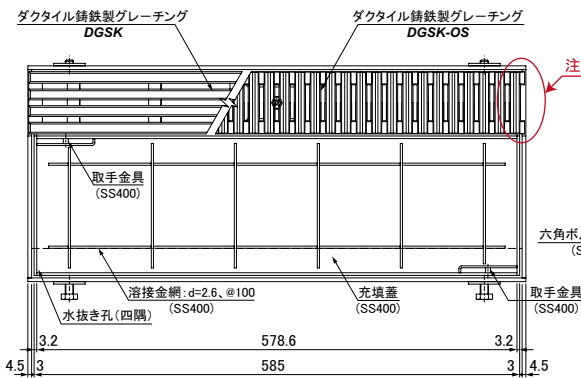 ダクタイル鋳鉄製グレーチング
DGSK
ダクタイル鋳鉄製グレーチング
DGSK-OS
注
取手金具
(SS400)
六角ボ
(S
溶接金網:d=2.6、@100
(SS400)
充填蓋
(SS400)
取手金具
(SS400)
水抜き孔(四隅)
3.2 578.6 3.2
4.5 3 585 3 4.5